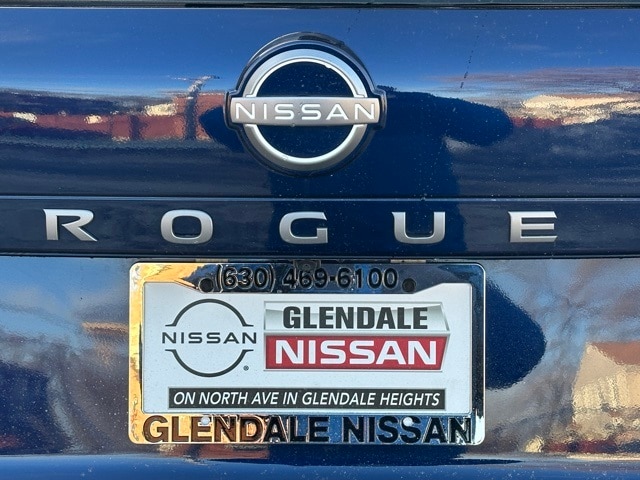 NISSAN
ROGUE
(630) 469-6100
NISSAN
GLENDALE
NISSAN
ON NORTH AVE IN GLENDALE HEIGHTS
GLENDALE NISSAN